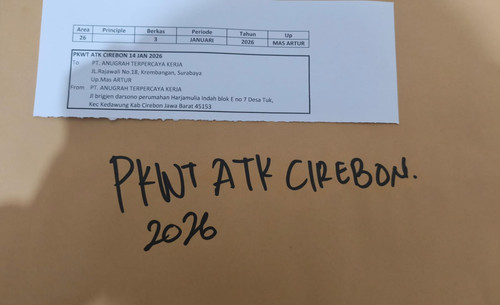 Area Principle Berkas Periode Tahun Up
26 3 JANUARI 2026 MAS ARTUR
PKWT ATK CIREBON 14 JAN 2026
To PT. ANUGRAH TERPERCAYA KERJA
JL.Rajawali No.18, Krembangan, Surabaya
Up.Mas ARTUR
From PT. ANUGRAH TERPERCAYA KERJA
Jl brigjen darsono perumahan Harjamulia Indah blok E no 7 Desa Tuk,
Kec Kedawung Kab Cirebon Jawa Barat 45153
PKWT ATK CIREBON.
2026